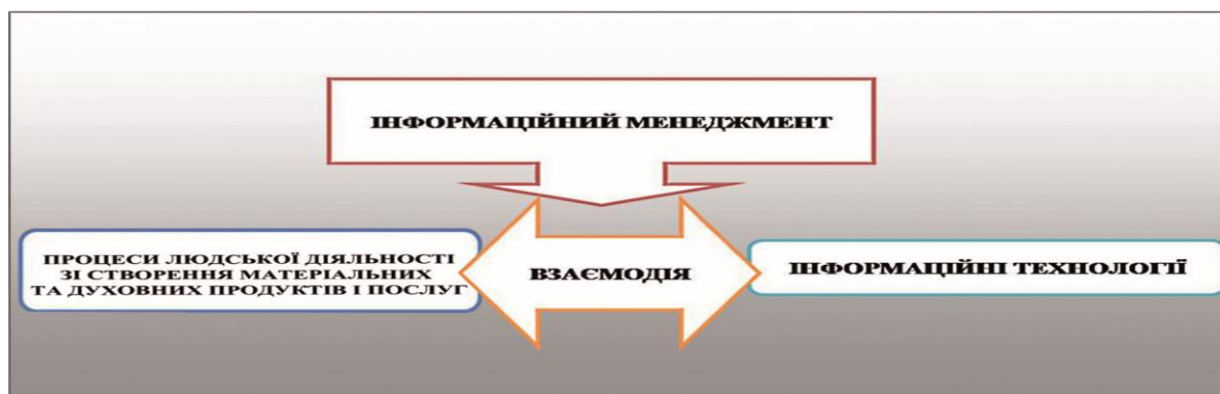 ІНФОРМАЦІЙНИЙ МЕНЕДЖМЕНТ
ПРОЦЕСИ ЛЮДСЬКОЇ ДІЯЛЬНОСТІ
ЗІ СТВОРЕННЯ МАТЕРІАЛЬНИХ
ТА ДУХОВНИХ ПРОДУКТІВ І ПОСЛУГ
ВЗАЄМОДІЯ
ІНФОРМАЦІЙНІ ТЕХНОЛОГІЇ